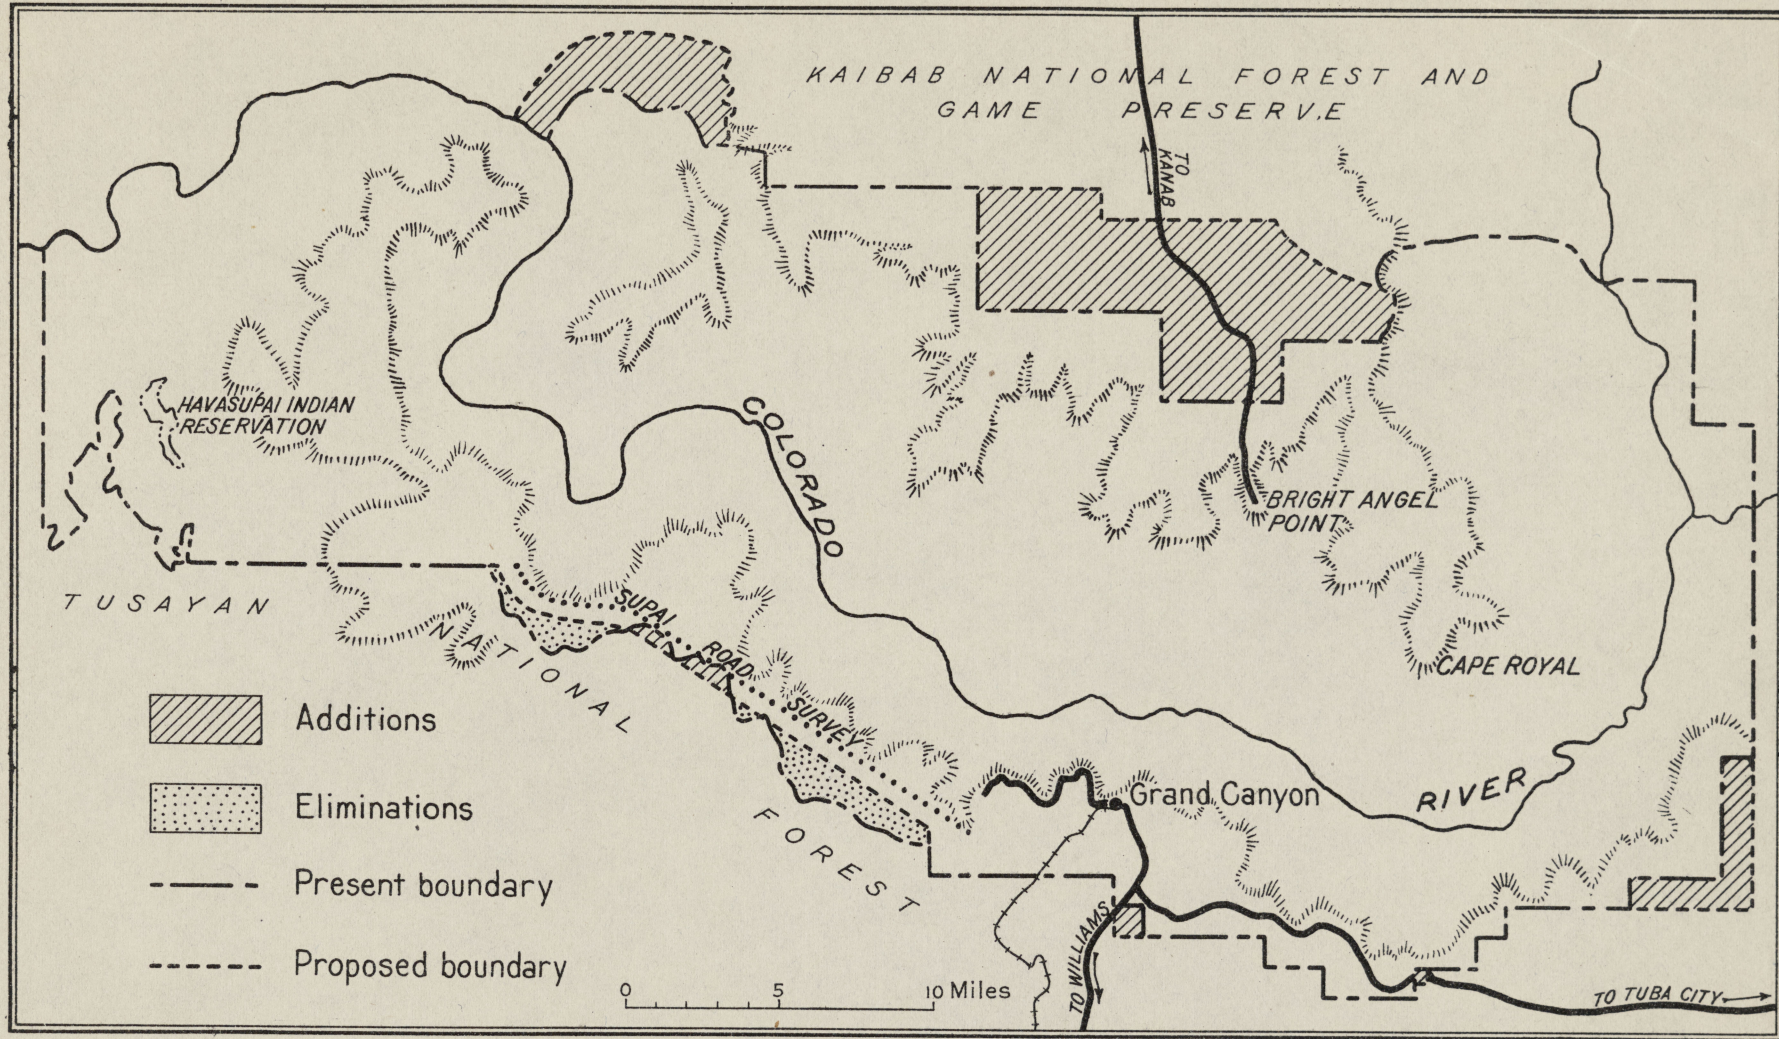 KAIBAB NATIONAL FOREST AND
GAME PRESERVE
TO
KANAB
HAVASUPAI INDIAN
RESERVATION
COLORADO
BRIGHT ANGEL
POINT
TUSAYAN
NATIONAL
FOREST
SUPAI
ROAD
SURVEY
CAPE ROYAL
Additions
Eliminations
Present boundary
Proposed boundary
Grand Canyon
RIVER
0 5 10 Miles
TO WILLIAMS
TO TUBA CITY